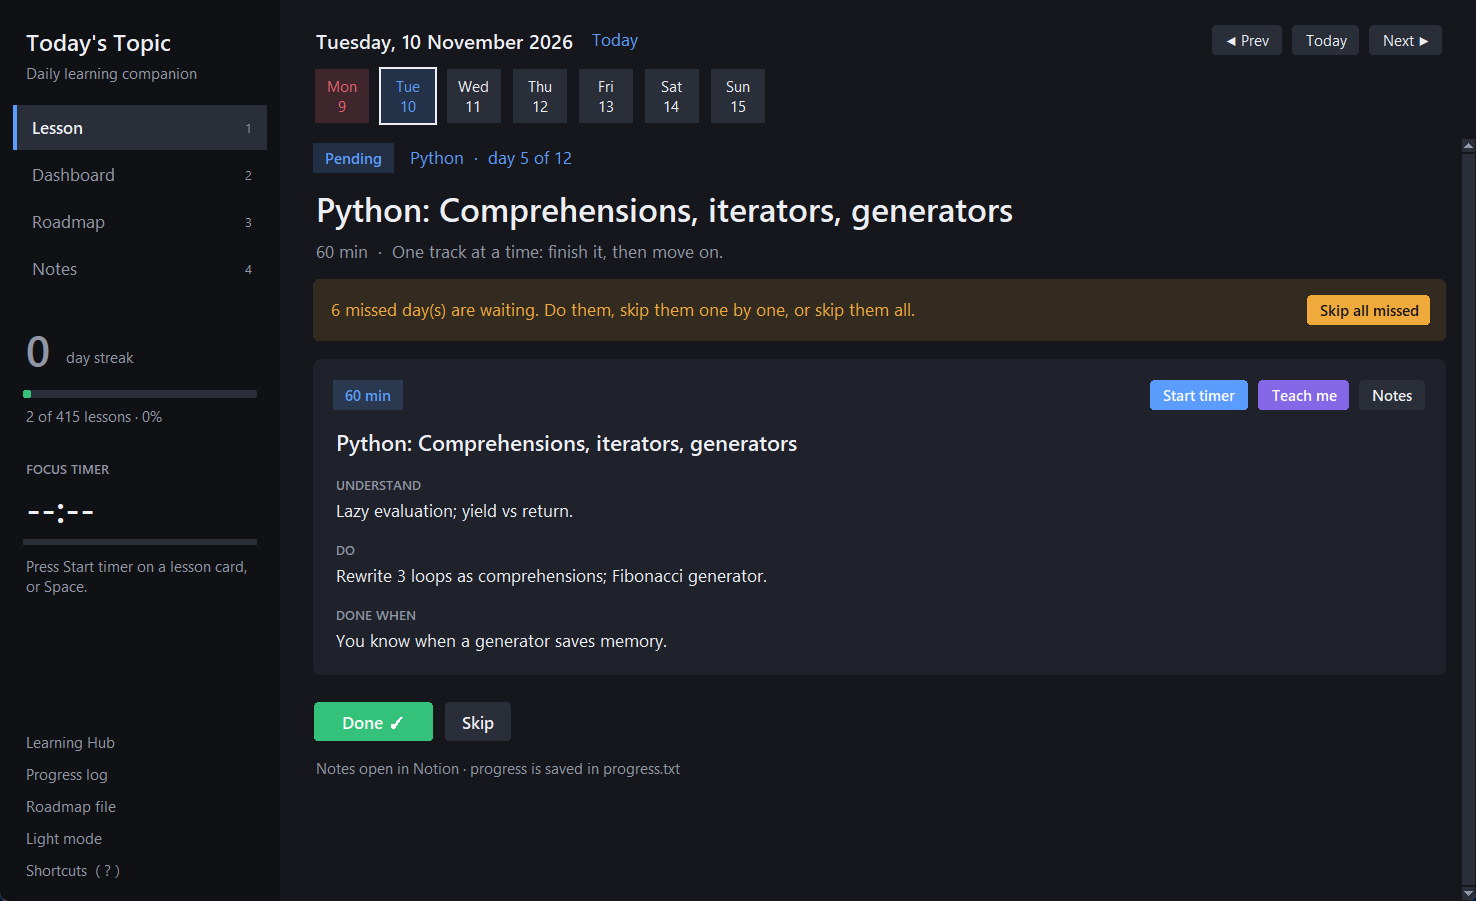 Today's Topic
Daily learning companion
Lesson 1
Dashboard 2
Roadmap 3
Notes 4
0 day streak
2 of 415 lessons · 0%
FOCUS TIMER
--:--
Press Start timer on a lesson card,
or Space.
Learning Hub
Progress log
Roadmap file
Light mode
Shortcuts ( ? )
Tuesday, 10 November 2026 Today
◄ Prev Today Next ►
Mon Tue Wed Thu Fri Sat Sun
9 10 11 12 13 14 15
Pending Python · day 5 of 12
Python: Comprehensions, iterators, generators
60 min · One track at a time: finish it, then move on.
6 missed day(s) are waiting. Do them, skip them one by one, or skip them all. Skip all missed
60 min Start timer Teach me Notes
Python: Comprehensions, iterators, generators
UNDERSTAND
Lazy evaluation; yield vs return.
DO
Rewrite 3 loops as comprehensions; Fibonacci generator.
DONE WHEN
You know when a generator saves memory.
Done ✓ Skip
Notes open in Notion · progress is saved in progress.txt